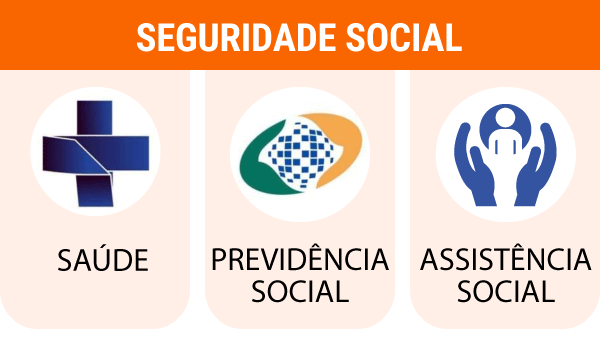 SEGURIDADE SOCIAL
SAÚDE
PREVIDÊNCIA
SOCIAL
ASSISTÊNCIA
SOCIAL